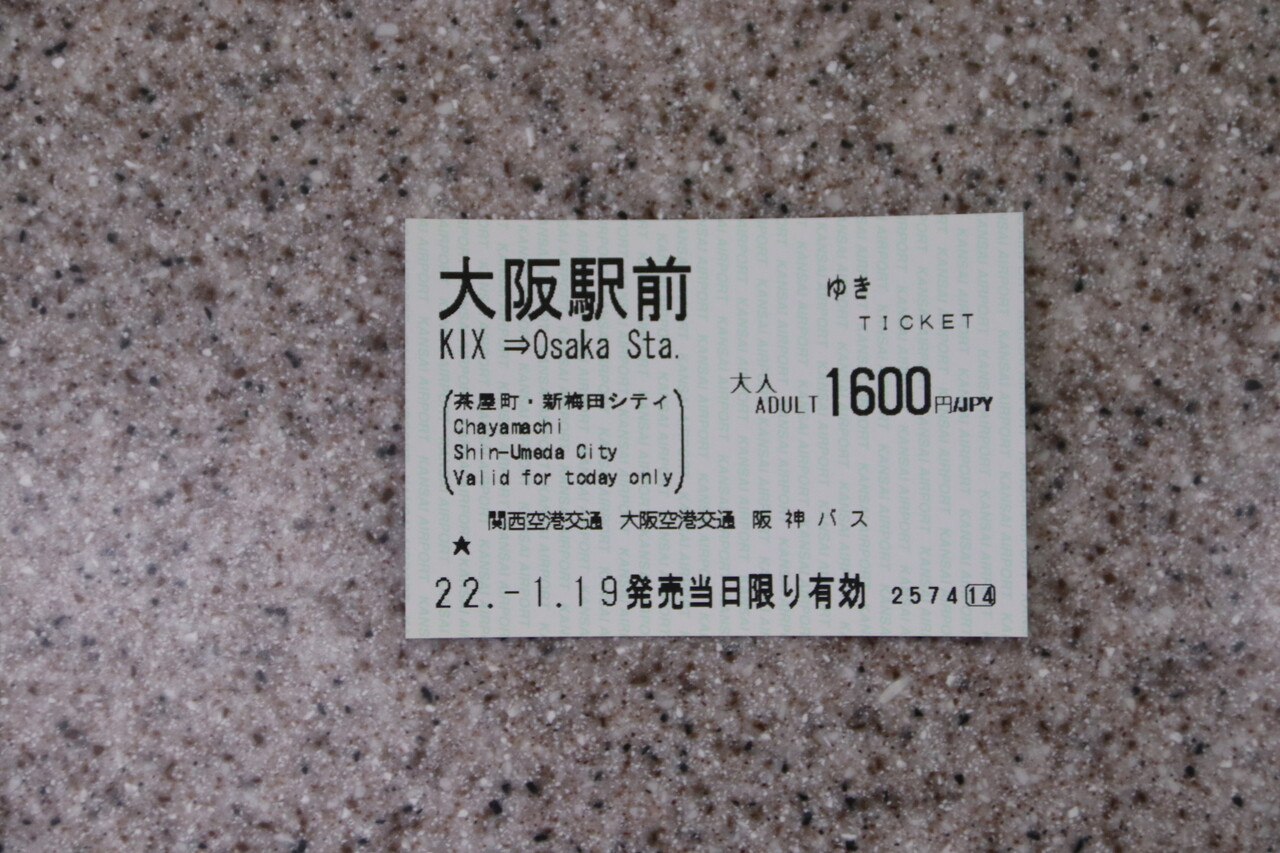 大阪駅前 ゆき
TICKET
KIX ⇒Osaka Sta.
大人
ADULT 1600円/JPY
(茶屋町・新梅田シティ
Chayamachi
Shin-Umeda City
Valid for today only)
関西空港交通 大阪空港交通 阪神バス
★
22.-1.19発売当日限り有効 2574 14